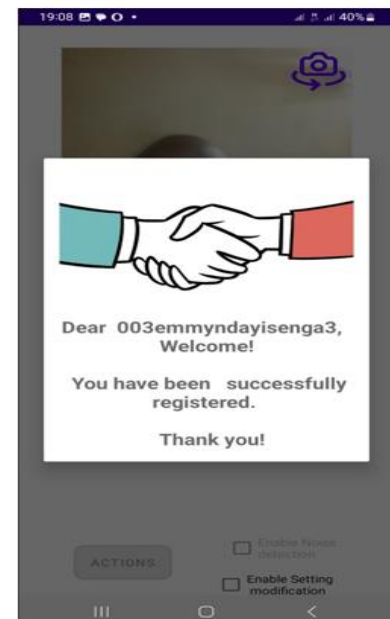 19:08
40%
Dear 003emmyndayisenga3,
Welcome!
You have been successfully
registered.
Thank you!
ACTIONS
Enable Noise
detection
Enable Setting
modification